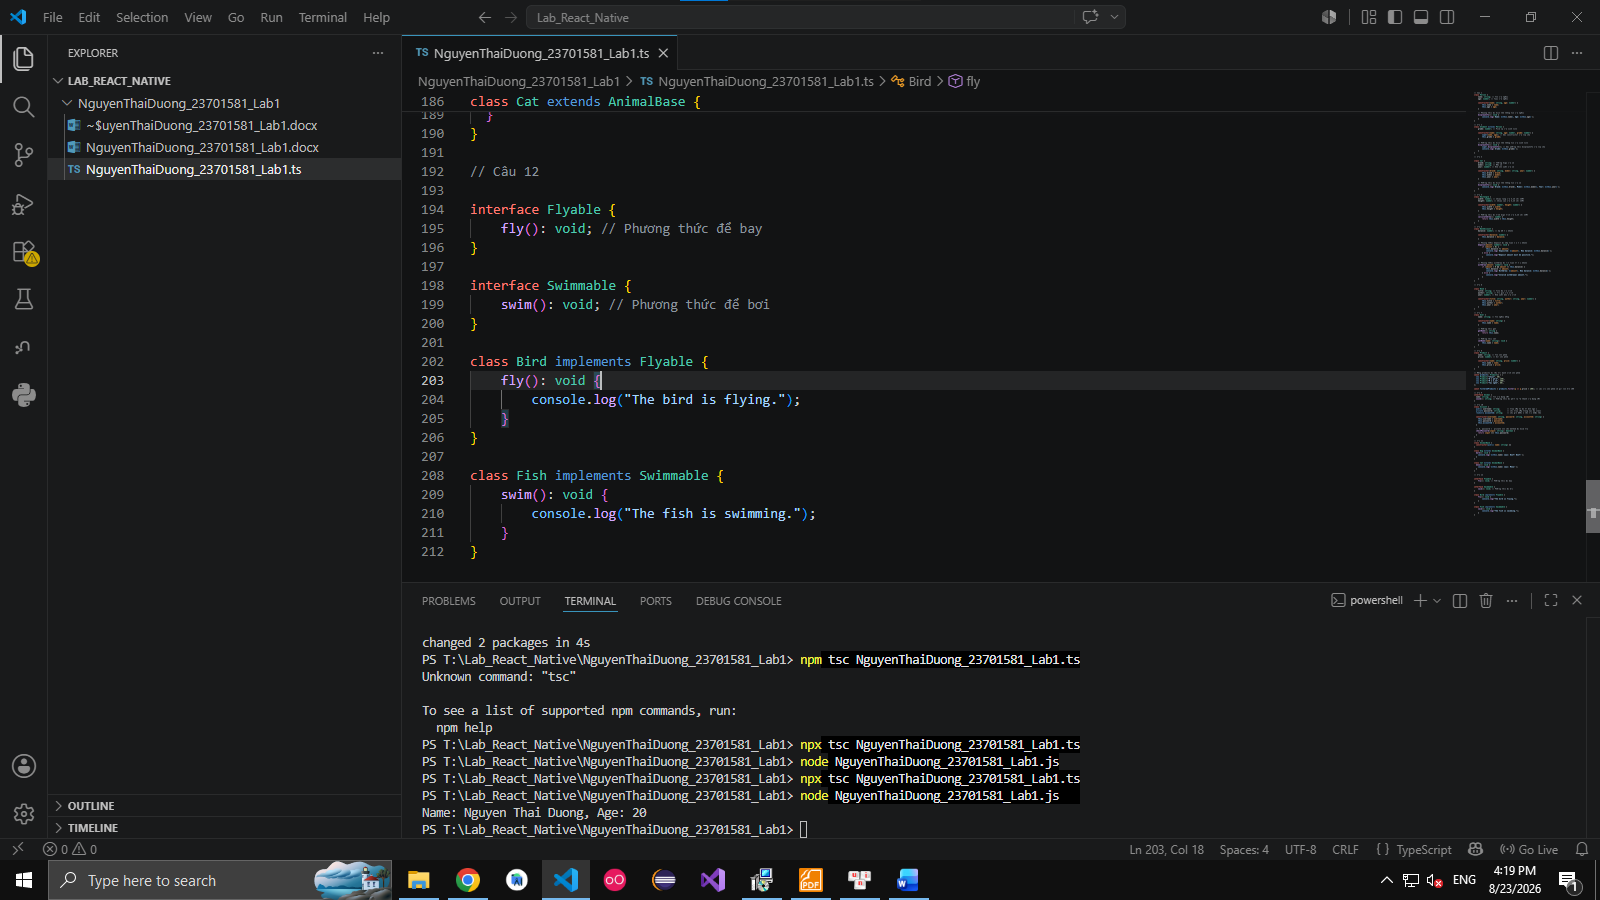 File Edit Selection View Go Run Terminal Help
Lab_React_Native
EXPLORER
LAB_REACT_NATIVE
NguyenThaiDuong_23701581_Lab1
~$uyenThaiDuong_23701581_Lab1.docx
NguyenThaiDuong_23701581_Lab1.docx
TS NguyenThaiDuong_23701581_Lab1.ts
OUTLINE
TIMELINE
TS NguyenThaiDuong_23701581_Lab1.ts
NguyenThaiDuong_23701581_Lab1 > TS NguyenThaiDuong_23701581_Lab1.ts > Bird > fly
186 class Cat extends AnimalBase {
189 }
190 }
191
192 // Câu 12
193
194 interface Flyable {
195 fly(): void; // Phương thức để bay
196 }
197
198 interface Swimmable {
199 swim(): void; // Phương thức để bơi
200 }
201
202 class Bird implements Flyable {
203 fly(): void {
204 console.log("The bird is flying.");
205 }
206 }
207
208 class Fish implements Swimmable {
209 swim(): void {
210 console.log("The fish is swimming.");
211 }
212 }
PROBLEMS OUTPUT TERMINAL PORTS DEBUG CONSOLE
powershell
changed 2 packages in 4s
PS T:\Lab_React_Native\NguyenThaiDuong_23701581_Lab1> npm tsc NguyenThaiDuong_23701581_Lab1.ts
Unknown command: "tsc"
To see a list of supported npm commands, run:
npm help
PS T:\Lab_React_Native\NguyenThaiDuong_23701581_Lab1> npx tsc NguyenThaiDuong_23701581_Lab1.ts
PS T:\Lab_React_Native\NguyenThaiDuong_23701581_Lab1> node NguyenThaiDuong_23701581_Lab1.js
PS T:\Lab_React_Native\NguyenThaiDuong_23701581_Lab1> npx tsc NguyenThaiDuong_23701581_Lab1.ts
PS T:\Lab_React_Native\NguyenThaiDuong_23701581_Lab1> node NguyenThaiDuong_23701581_Lab1.js
Name: Nguyen Thai Duong, Age: 20
PS T:\Lab_React_Native\NguyenThaiDuong_23701581_Lab1>
0 0
Ln 203, Col 18 Spaces: 4 UTF-8 CRLF { } TypeScript Go Live
Type here to search
PDF
ENG
4:19 PM
8/23/2026
1